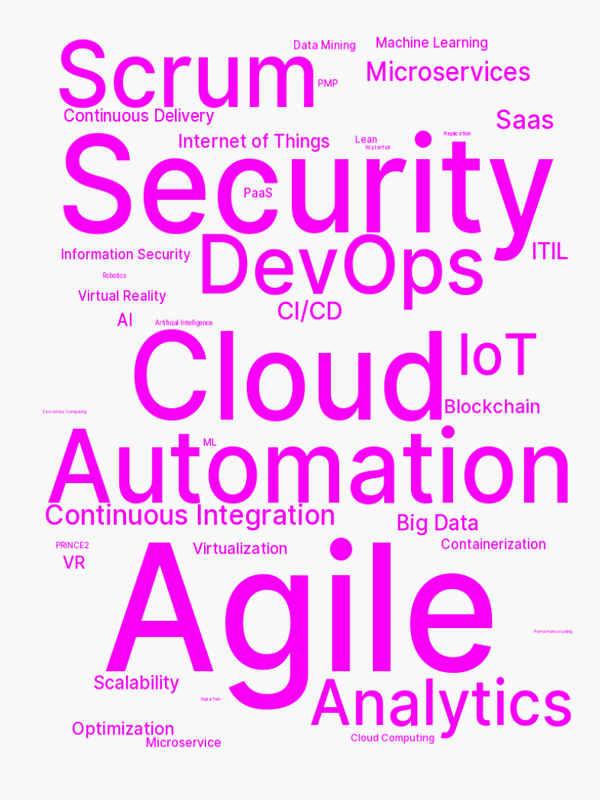 Scrum
Data Mining
Machine Learning
Microservices
PMP
Continuous Delivery
Saas
Internet of Things
Lean
Replication
Waterfall
Security
PaaS
Information Security
DevOps
ITIL
Robotics
Virtual Reality
CI/CD
AI
Artificial Intelligence
Cloud
IoT
Blockchain
Serverless Computing
Automation
ML
Continuous Integration
Big Data
PRINCE2
Virtualization
Containerization
VR
Agile
Performance tuning
Scalability
Digital Twin
Analytics
Optimization
Microservice
Cloud Computing